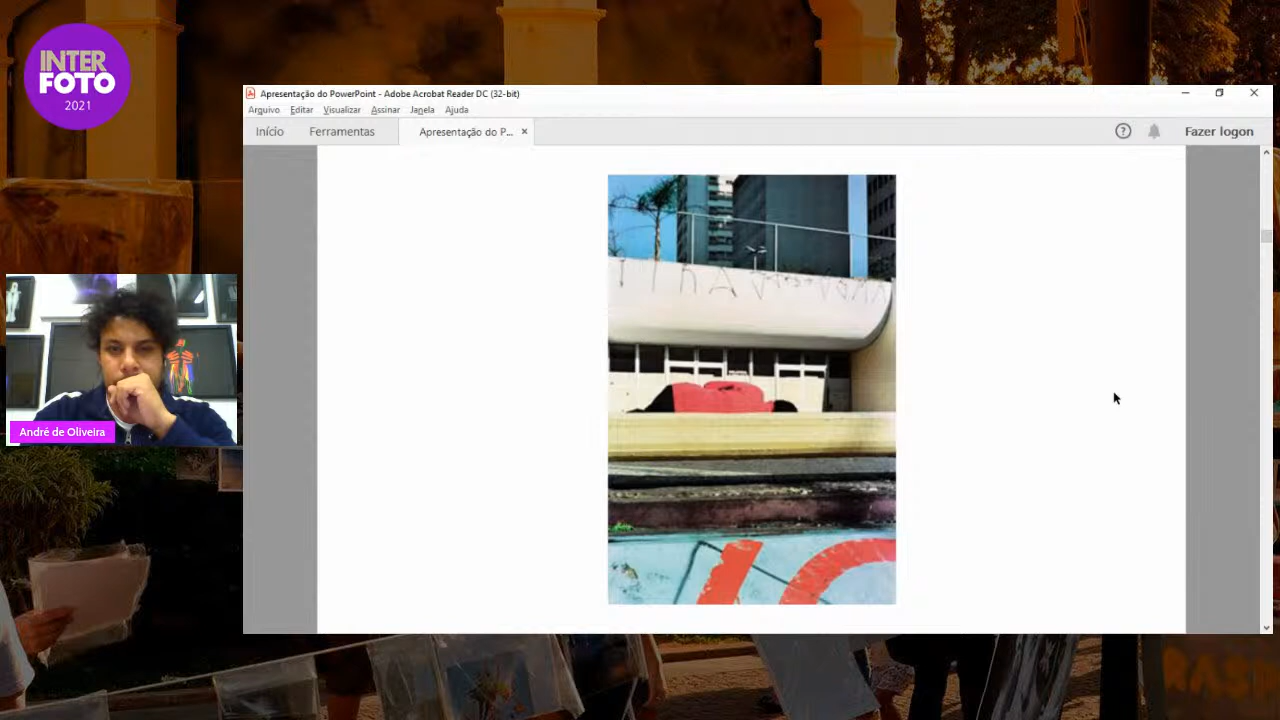 INTER
FOTO
2021
Apresentação do PowerPoint - Adobe Acrobat Reader DC (32-bit)
Arquivo Editar Visualizar Assinar Janela Ajuda
Início Ferramentas Apresentação do P... × Fazer logon
André de Oliveira